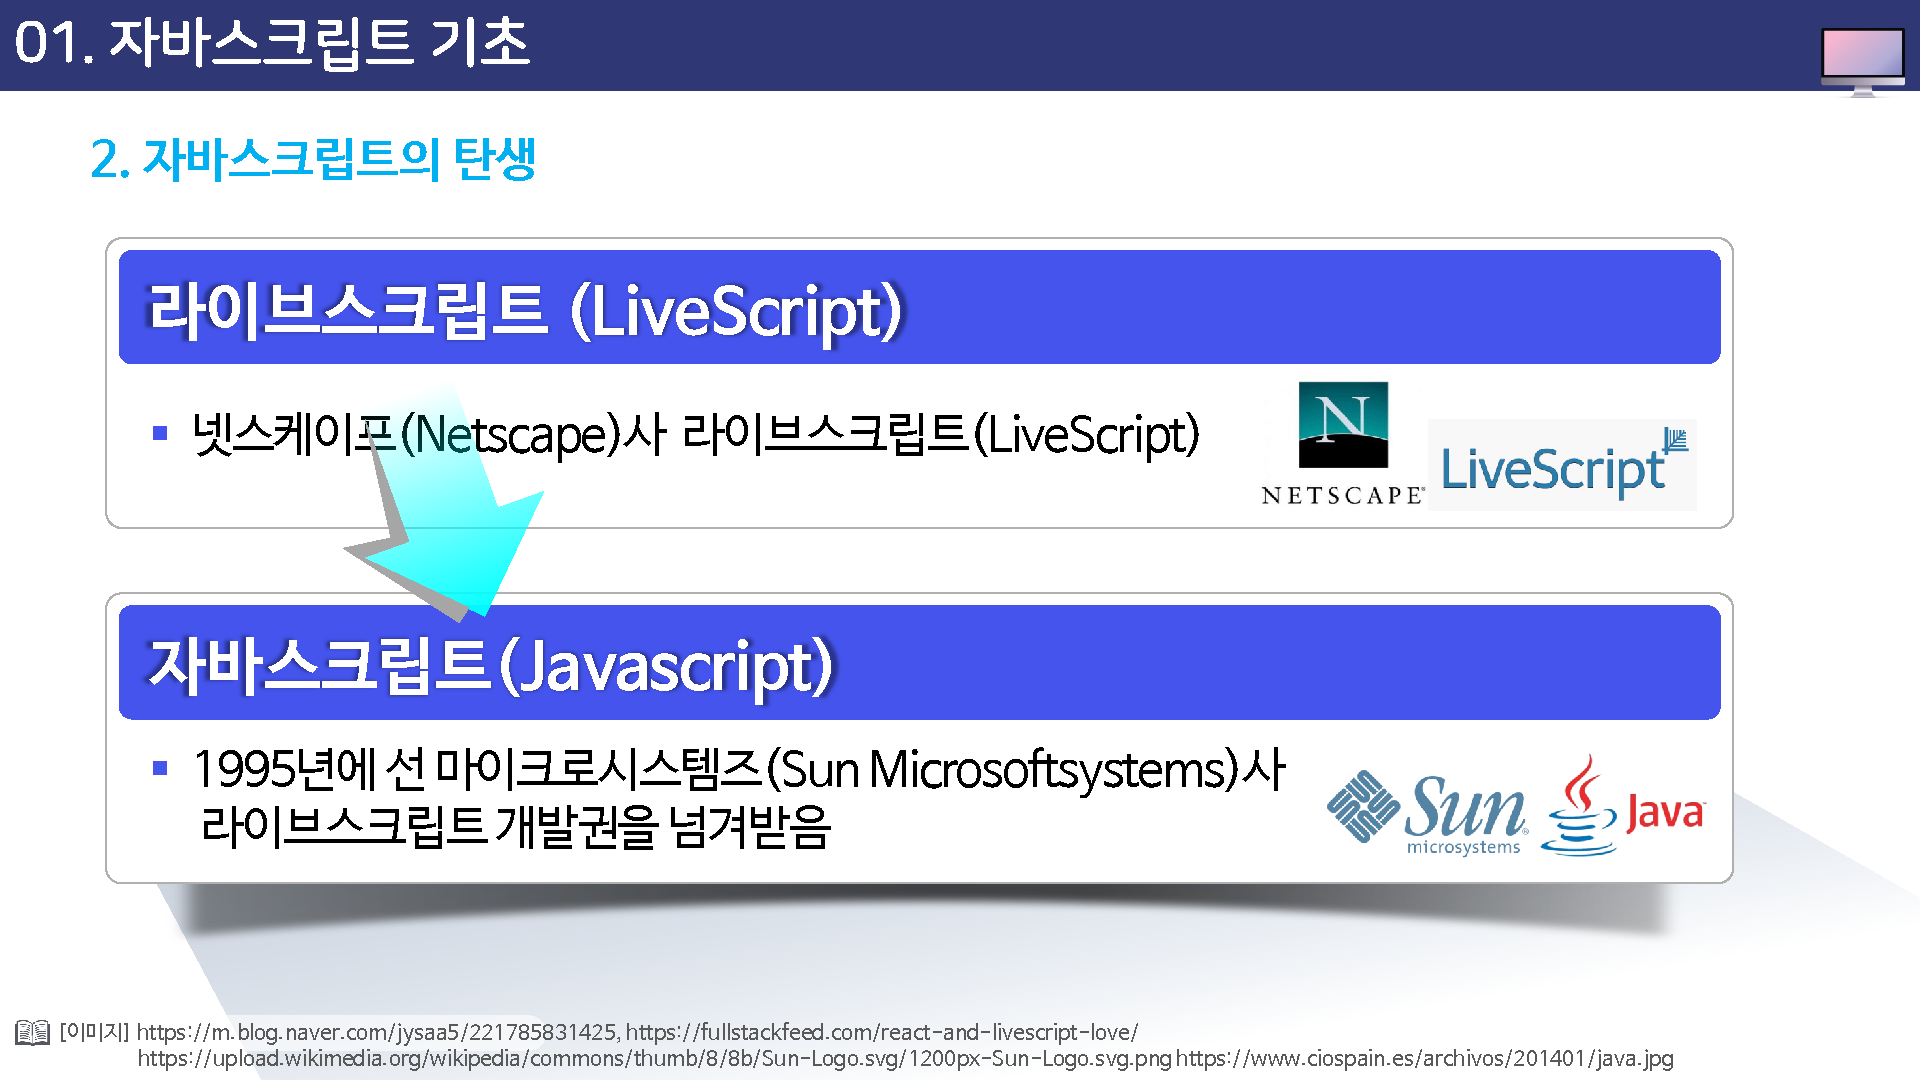 01. 자바스크립트 기초
2. 자바스크립트의 탄생
라이브스크립트 (LiveScript)
넷스케이프(Netscape)사 라이브스크립트(LiveScript)
N
NETSCAPE
LiveScript
자바스크립트(Javascript)
1995년에 선 마이크로시스템즈(Sun Microsoftsystems)사
라이브스크립트 개발권을 넘겨받음
Sun
microsystems
Java
[이미지] https://m.blog.naver.com/jysaa5/221785831425, https://fullstackfeed.com/react-and-livescript-love/
https://upload.wikimedia.org/wikipedia/commons/thumb/8/8b/Sun-Logo.svg/1200px-Sun-Logo.svg.png https://www.ciospain.es/archivos/201401/java.jpg